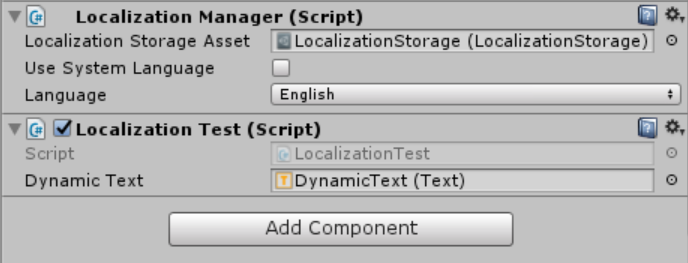 Localization Manager (Script)
Localization Storage Asset LocalizationStorage (LocalizationStorage)
Use System Language
Language English
Localization Test (Script)
Script LocalizationTest
Dynamic Text DynamicText (Text)
Add Component